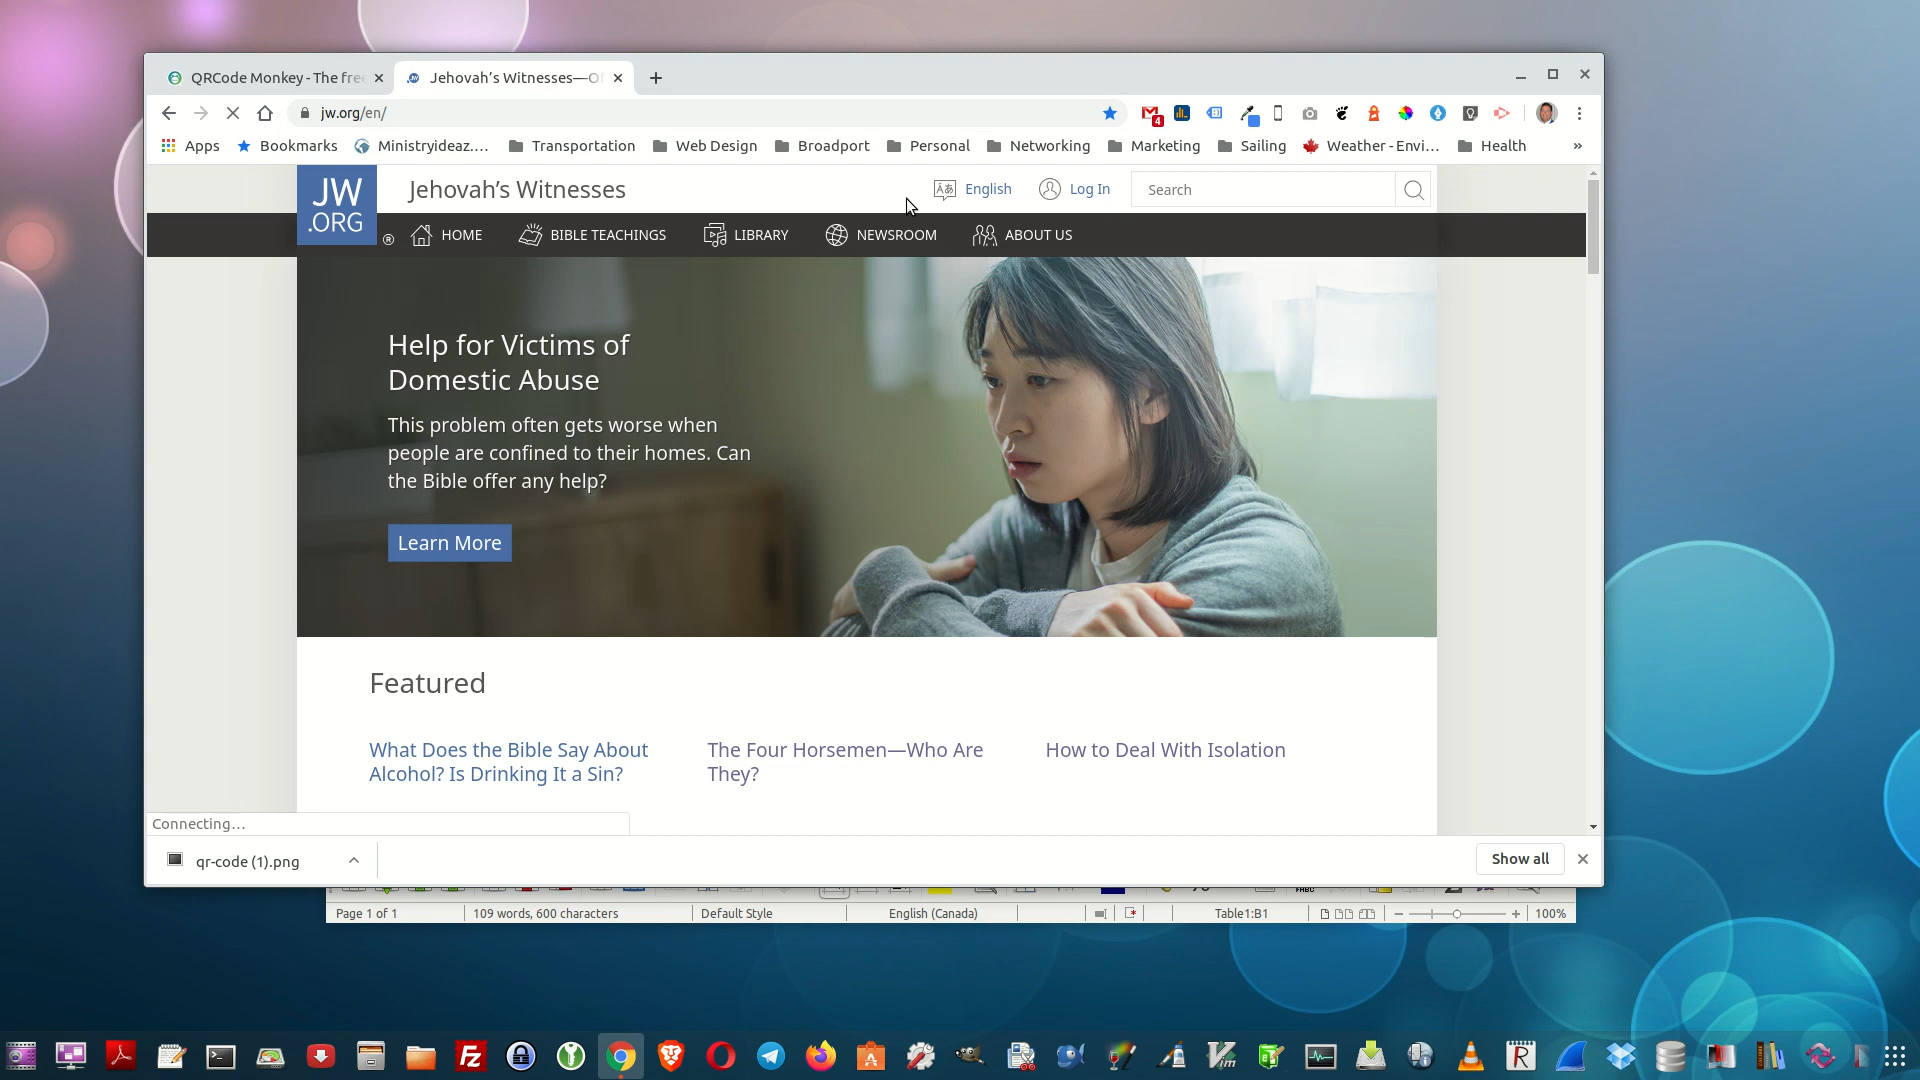 QRCode Monkey - The free
Jehovah's Witnesses—Of
jw.org/en/
4
Apps
Bookmarks
Ministryideaz....
Transportation
Web Design
Broadport
Personal
Networking
Marketing
Sailing
Weather - Envi...
Health
»
JW
.ORG
®
Jehovah's Witnesses
English
Log In
Search
HOME
BIBLE TEACHINGS
LIBRARY
NEWSROOM
ABOUT US
Help for Victims of
Domestic Abuse
This problem often gets worse when
people are confined to their homes. Can
the Bible offer any help?
Learn More
Featured
What Does the Bible Say About
Alcohol? Is Drinking It a Sin?
The Four Horsemen—Who Are
They?
How to Deal With Isolation
Connecting...
qr-code (1).png
Show all
Page 1 of 1
109 words, 600 characters
Default Style
English (Canada)
Table1:B1
100%